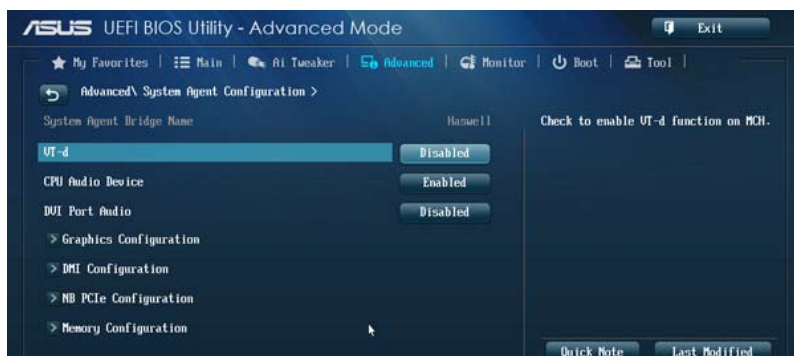 ASUS UEFI BIOS Utility - Advanced Mode
Exit
My Favorites | Main | Ai Tweaker | Advanced | Monitor | Boot | Tool |
Advanced\ System Agent Configuration >
System Agent Bridge Name Haswell
Check to enable VT-d function on MCH.
VT-d Disabled
CPU Audio Device Enabled
DVI Port Audio Disabled
> Graphics Configuration
> DMI Configuration
> NB PCIe Configuration
> Memory Configuration
Quick Note Last Modified